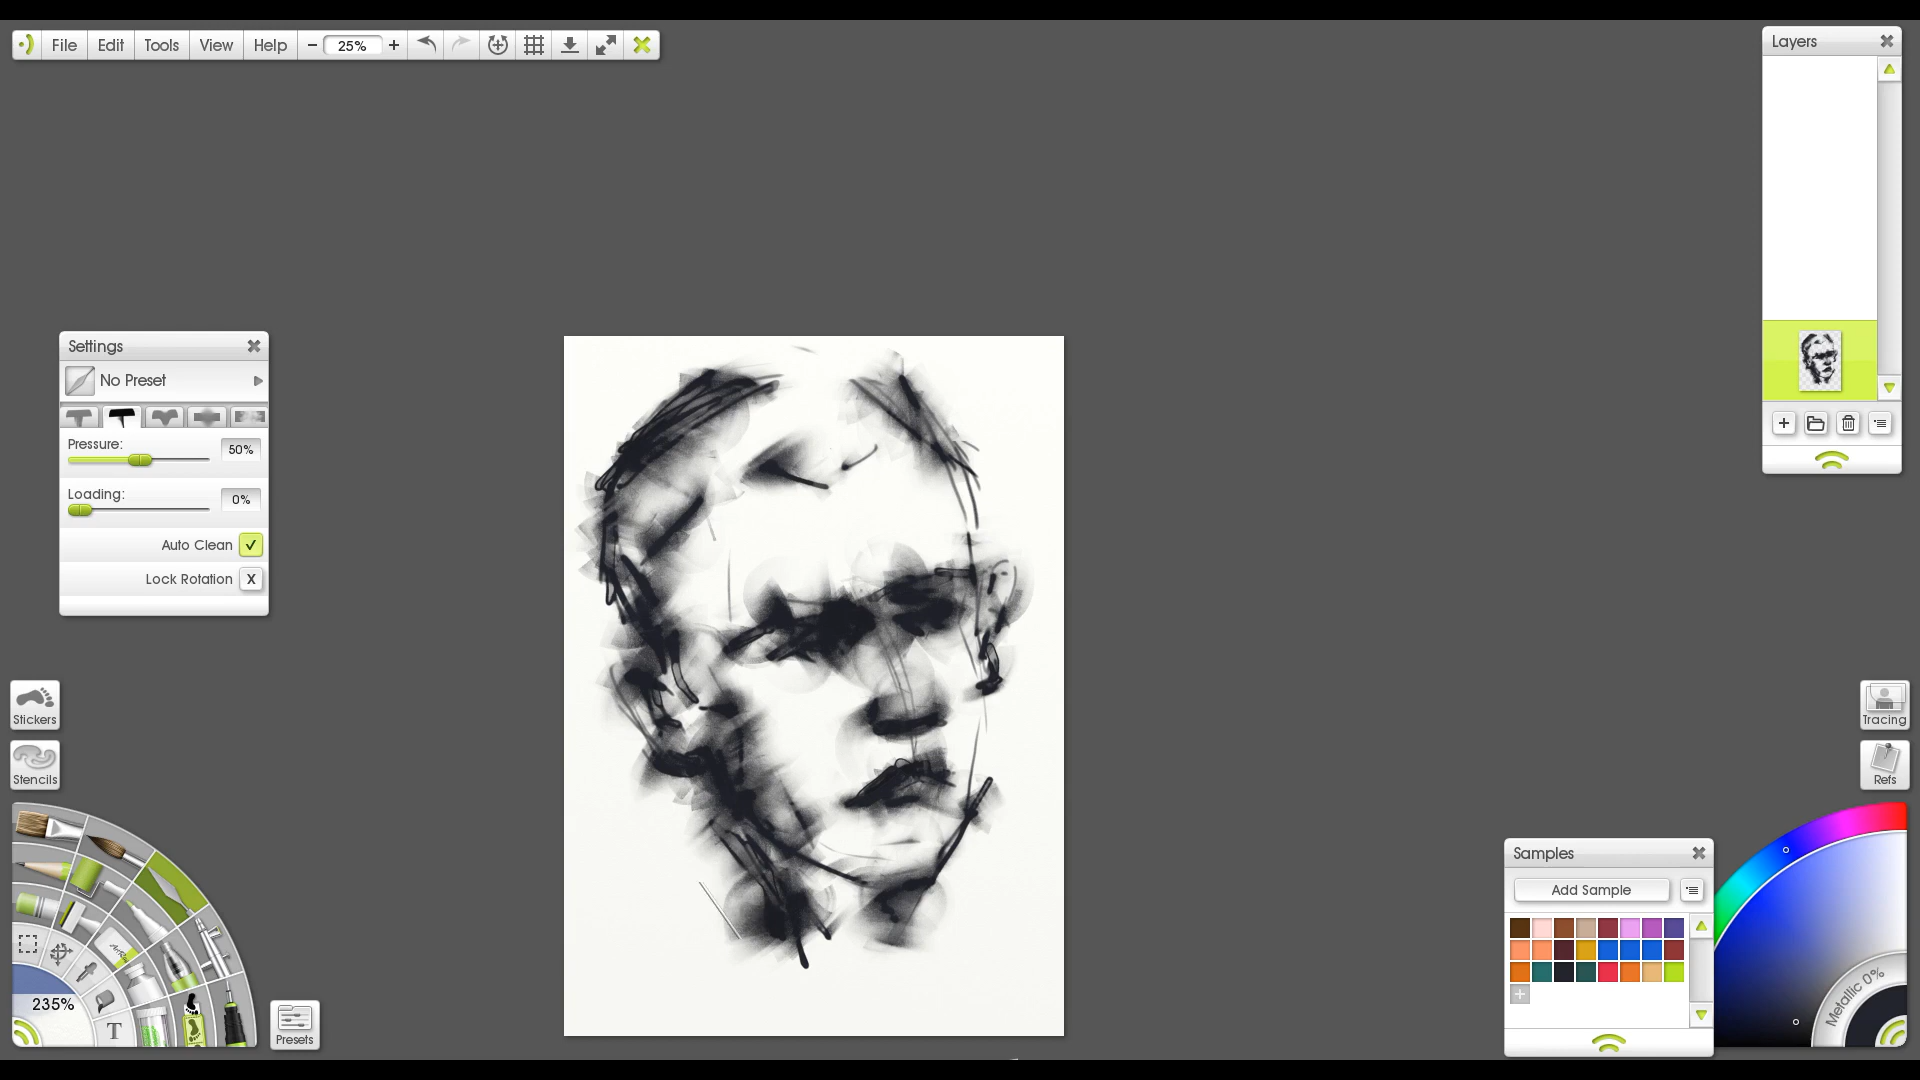 File
Edit
Tools
View
Help
25%
Layers
Settings
No Preset
Pressure:
50%
Loading:
0%
Auto Clean
Lock Rotation
X
Stickers
Stencils
Tracing
Refs
Samples
Add Sample
Metallic 0%
235%
T
Presets